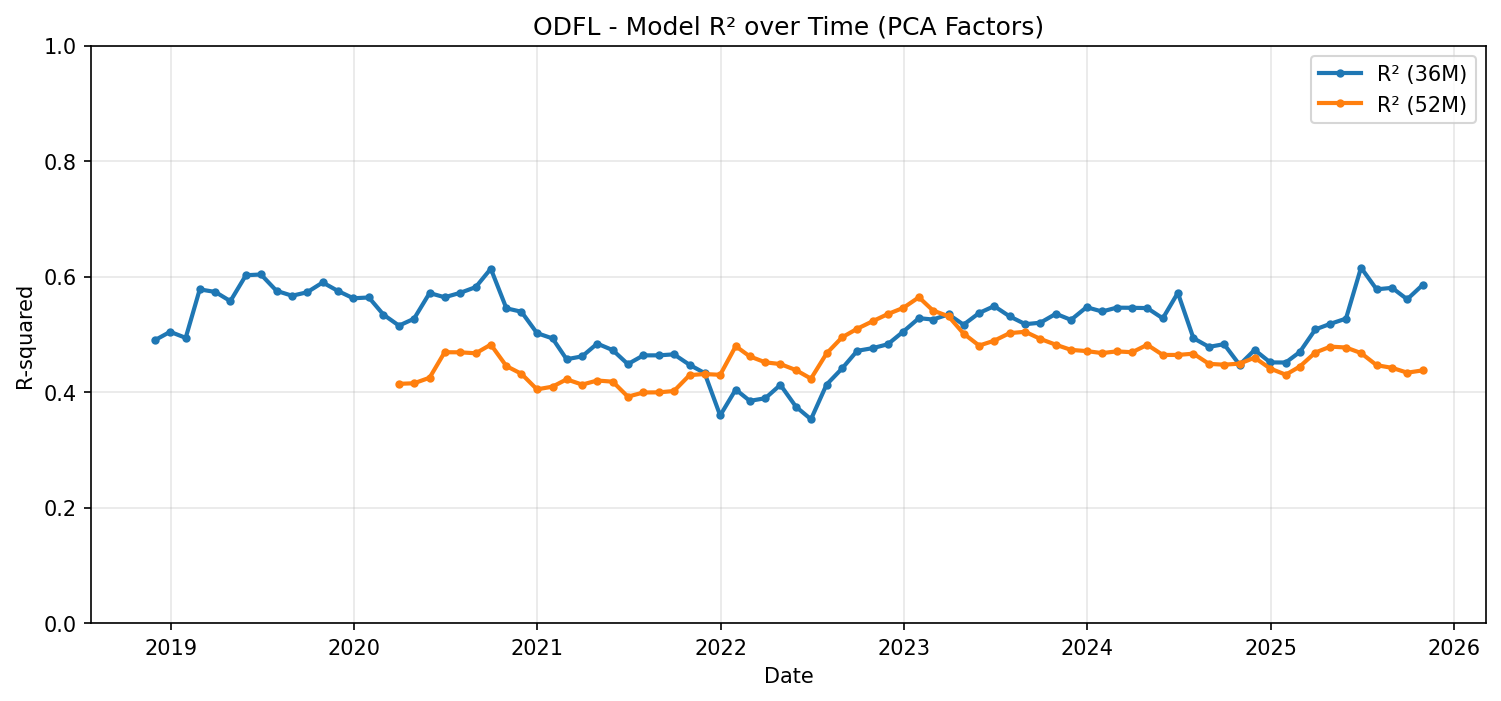 ODFL - Model R² over Time (PCA Factors)
R² (36M)
R² (52M)
R-squared
1.0
0.8
0.6
0.4
0.2
0.0
2019 2020 2021 2022 2023 2024 2025 2026
Date